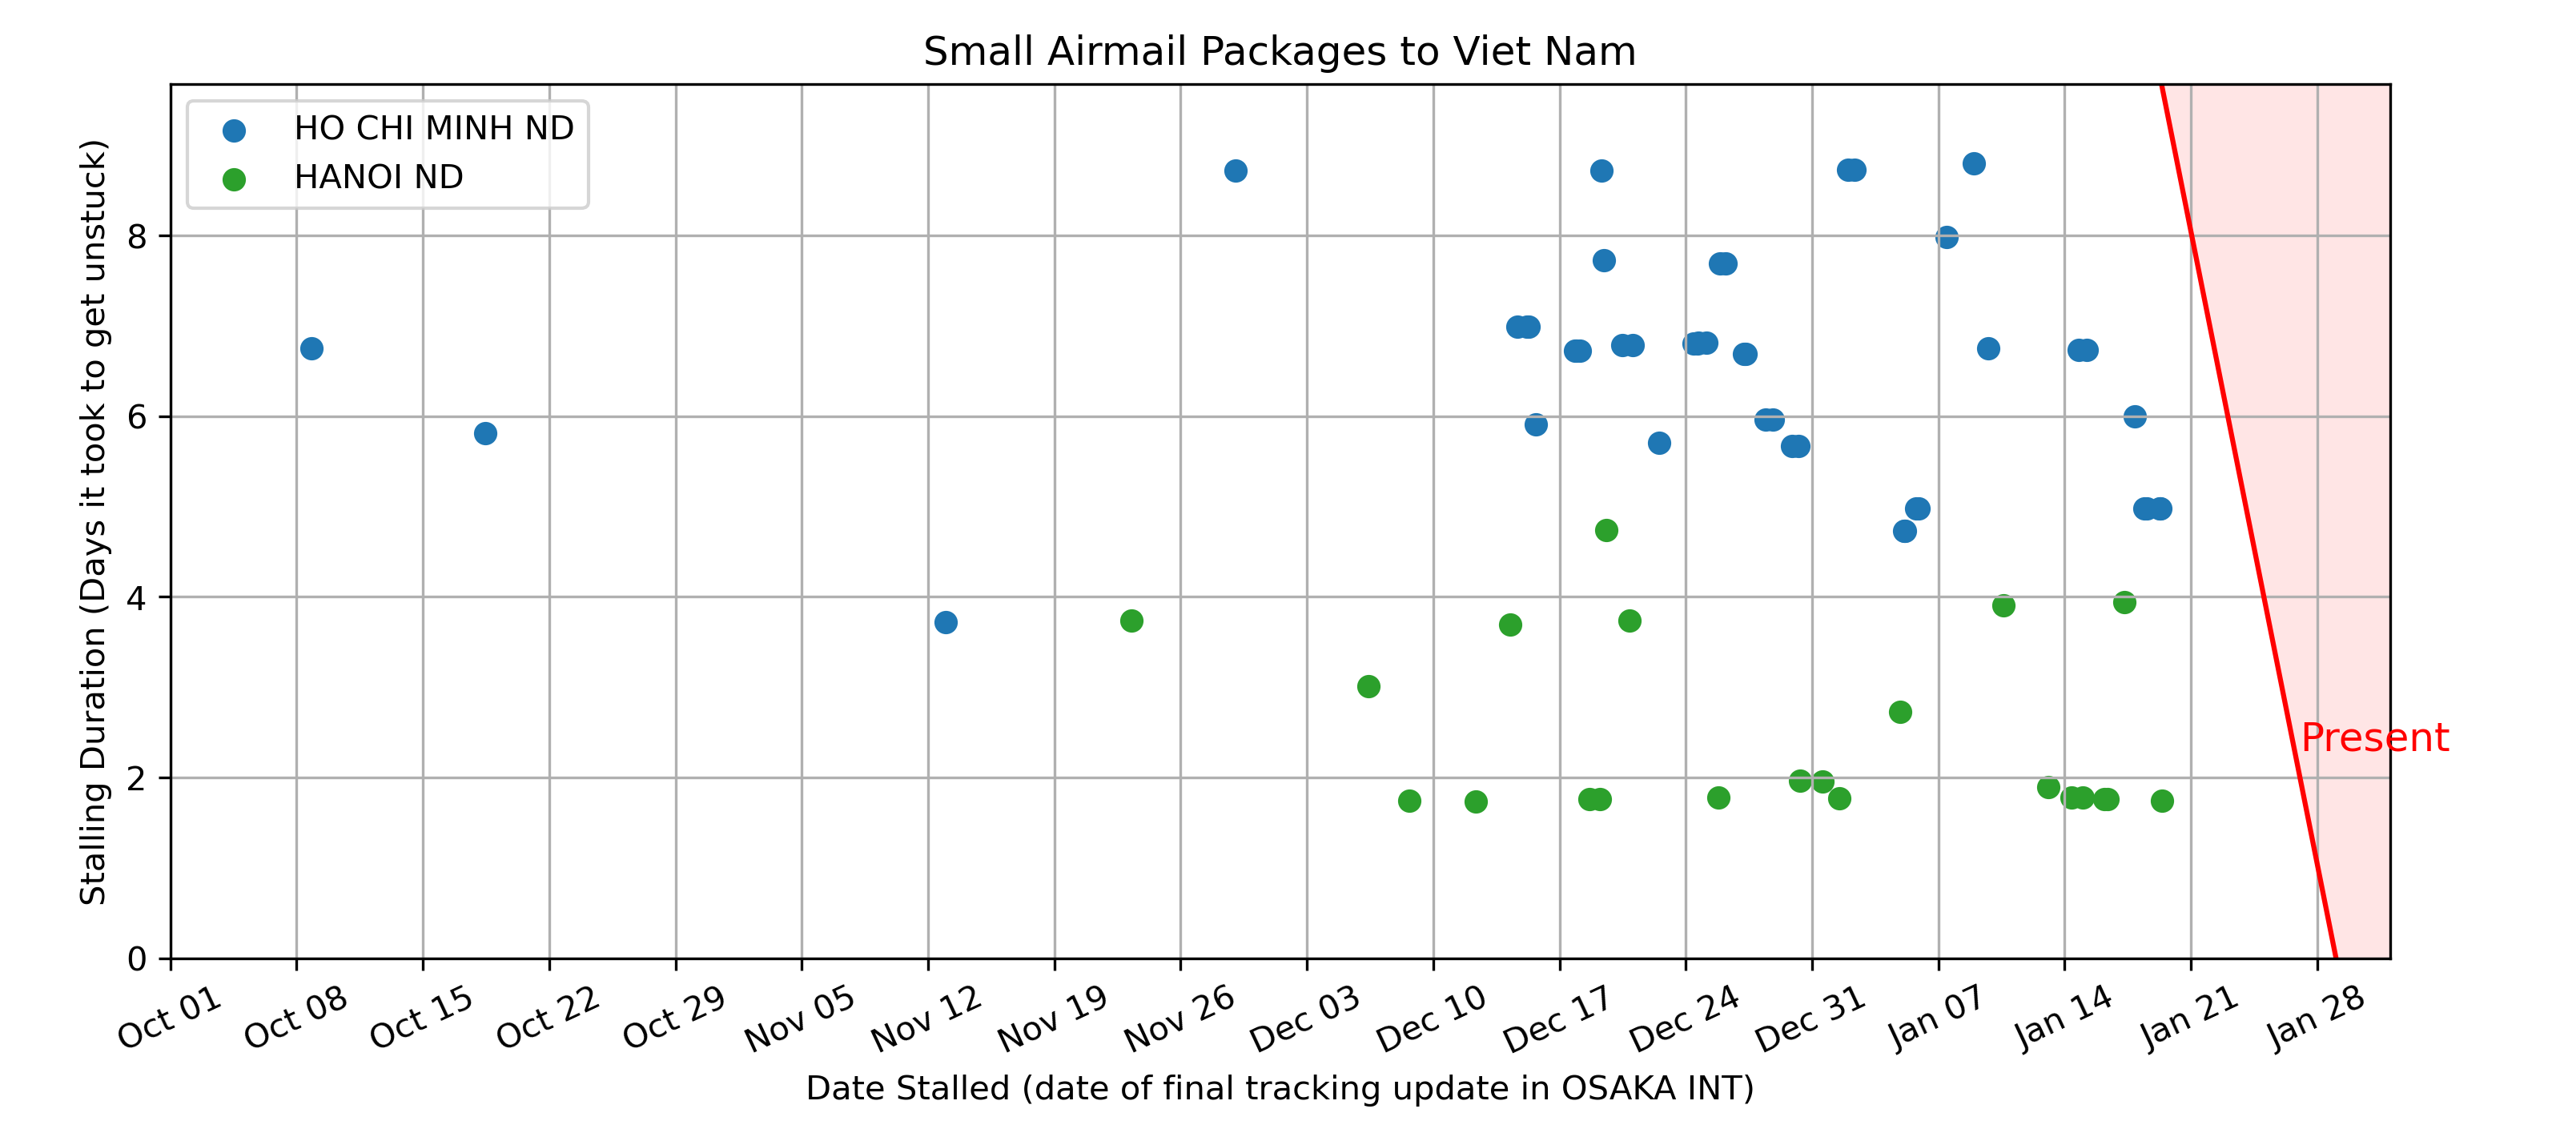 Small Airmail Packages to Viet Nam
HO CHI MINH ND
HANOI ND
Stalling Duration (Days it took to get unstuck)
8
6
4
2
0
Present
Oct 01 Oct 08 Oct 15 Oct 22 Oct 29 Nov 05 Nov 12 Nov 19 Nov 26 Dec 03 Dec 10 Dec 17 Dec 24 Dec 31 Jan 07 Jan 14 Jan 21 Jan 28
Date Stalled (date of final tracking update in OSAKA INT)